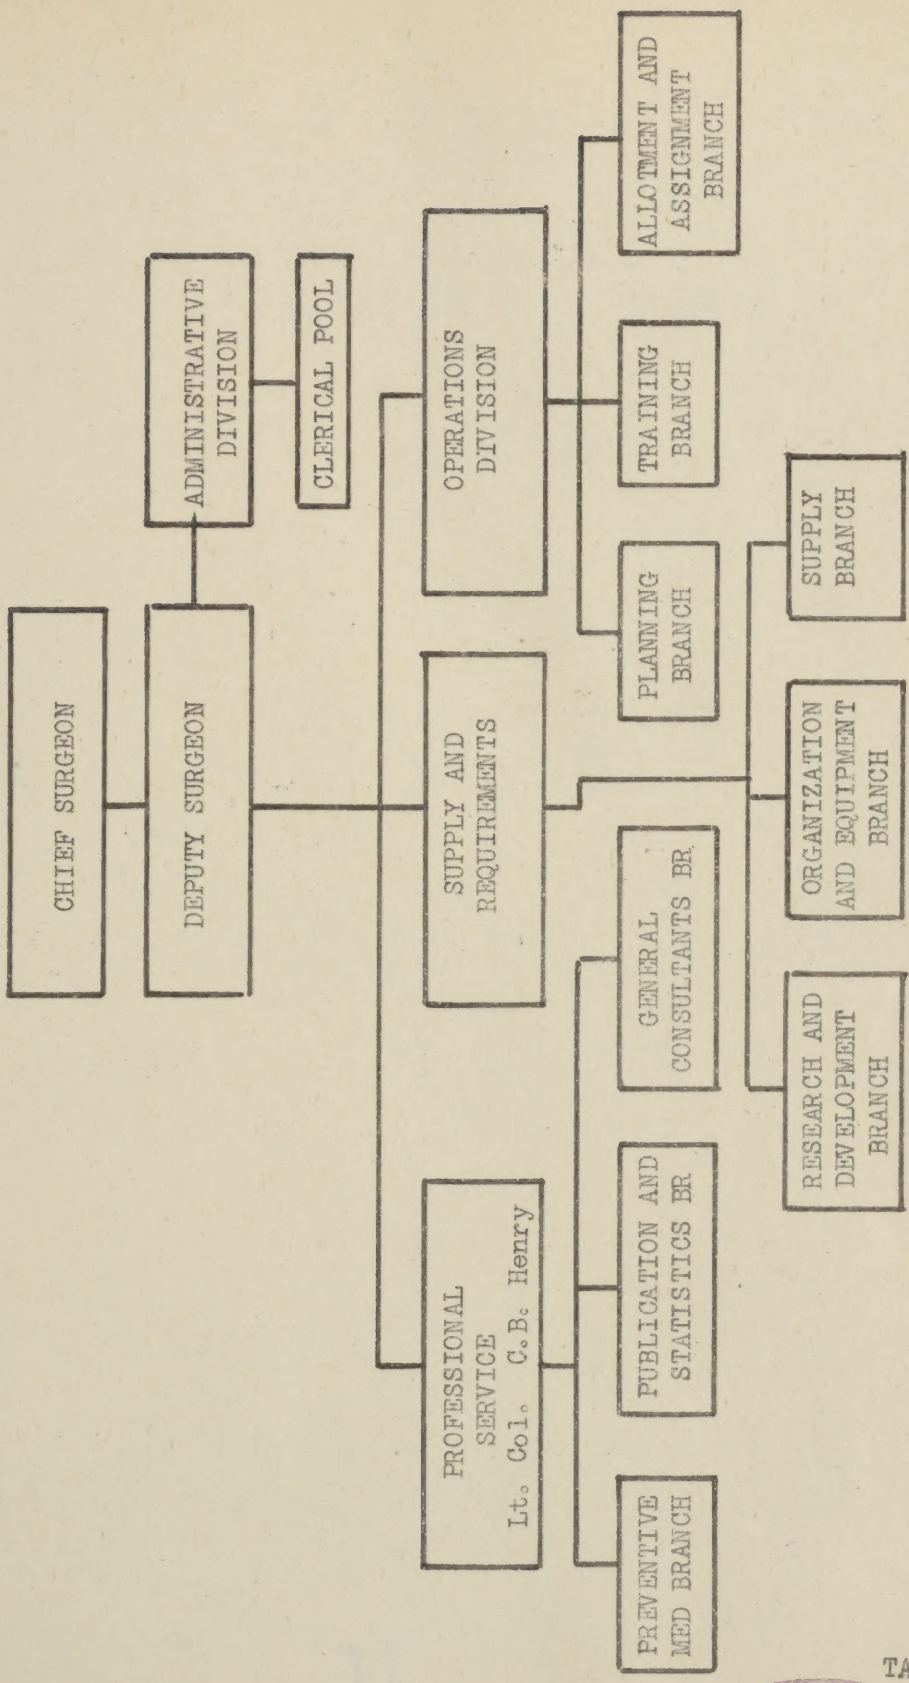 CHIEF SURGEON
DEPUTY SURGEON
ADMINISTRATIVE
DIVISION
CLERICAL POOL
PROFESSIONAL
SERVICE
Lt. Col. C.B. Henry
SUPPLY AND
REQUIREMENTS
OPERATIONS
DIVISION
PREVENTIVE
MED BRANCH
PUBLICATION AND
STATISTICS BR
GENERAL
CONSULTANTS BR
PLANNING
BRANCH
TRAINING
BRANCH
ALLOTMENT AND
ASSIGNMENT
BRANCH
RESEARCH AND
DEVELOPMENT
BRANCH
ORGANIZATION
AND EQUIPMENT
BRANCH
SUPPLY
BRANCH